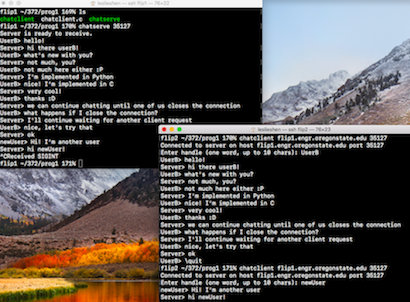 leslieshen — ssh flip1 — 76×22
flip1 ~/372/prog1 169% ls
chatclient  chatclient.c  chatserve
flip1 ~/372/prog1 170% chatserve 35127
Server is ready to receive.
UserB> hello!
Server> hi there userB!
UserB> what's new with you?
Server> not much, you?
UserB> not much here either :P
Server> I'm implemented in Python
UserB> nice! I'm implemented in C
Server> very cool!
UserB> thanks :D
Server> we can continue chatting until one of us closes the connection
UserB> what happens if I close the connection?
Server> I'll continue waiting for another client request
UserB> nice, let's try that
Server> ok
newUser> Hi! I'm another user
Server> hi newUser!
^CReceived SIGINT
flip1 ~/372/prog1 171%
leslieshen — ssh flip2 — 76×23
flip2 ~/372/prog1 170% chatclient flip1.engr.oregonstate.edu 35127
Connected to server on host flip1.engr.oregonstate.edu port 35127
Enter handle (one word, up to 10 chars): UserB
UserB> hello!
Server> hi there userB!
UserB> what's new with you?
Server> not much, you?
UserB> not much here either :P
Server> I'm implemented in Python
UserB> nice! I'm implemented in C
Server> very cool!
UserB> thanks :D
Server> we can continue chatting until one of us closes the connection
UserB> what happens if I close the connection?
Server> I'll continue waiting for another client request
UserB> nice, let's try that
Server> ok
UserB> \quit
flip2 ~/372/prog1 171% chatclient flip1.engr.oregonstate.edu 35127
Connected to server on host flip1.engr.oregonstate.edu port 35127
Enter handle (one word, up to 10 chars): newUser
newUser> Hi! I'm another user
Server> hi newUser!